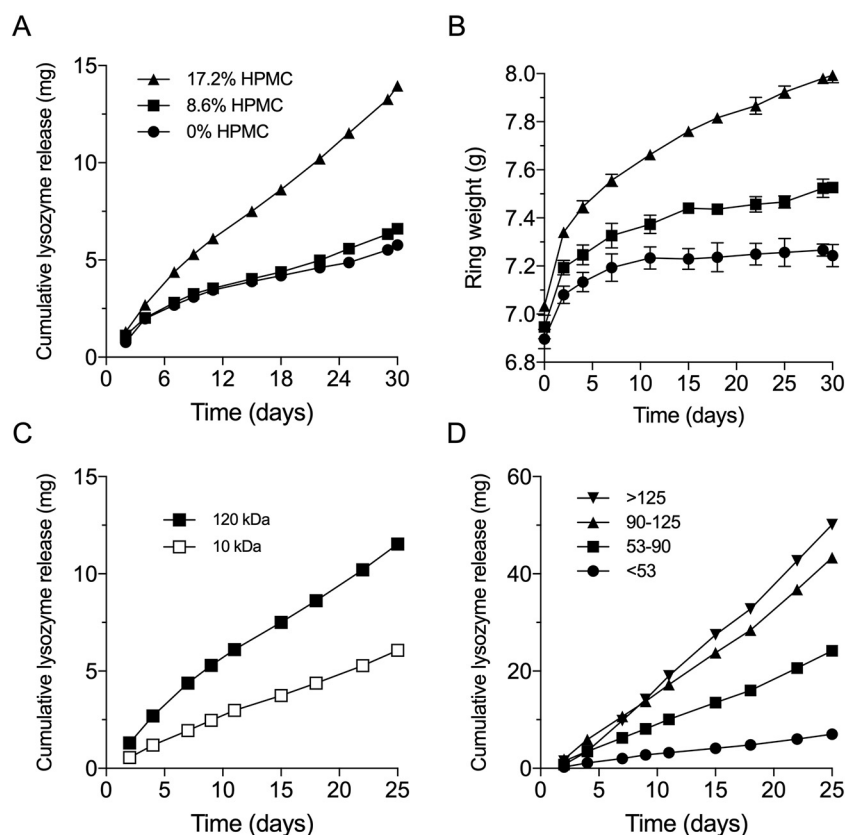 A
Cumulative lysozyme release (mg)
15
10
5
0
17.2% HPMC
8.6% HPMC
0% HPMC
0 6 12 18 24 30
Time (days)
B
Ring weight (g)
8.0
7.8
7.6
7.4
7.2
7.0
6.8
0 5 10 15 20 25 30
Time (days)
C
Cumulative lysozyme release (mg)
15
10
5
0
120 kDa
10 kDa
0 5 10 15 20 25
Time (days)
D
Cumulative lysozyme release (mg)
60
40
20
0
>125
90-125
53-90
<53
0 5 10 15 20 25
Time (days)